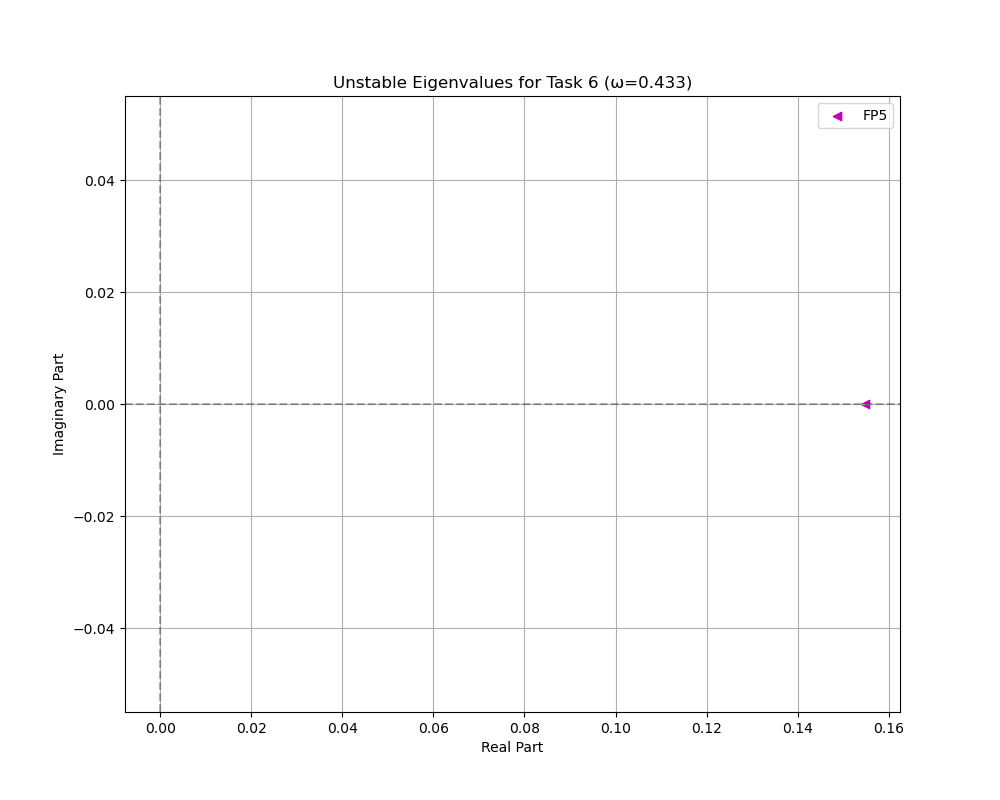 Unstable Eigenvalues for Task 6 (ω=0.433)
FP5
0.04
0.02
0.00
−0.02
−0.04
Imaginary Part
0.00 0.02 0.04 0.06 0.08 0.10 0.12 0.14 0.16
Real Part